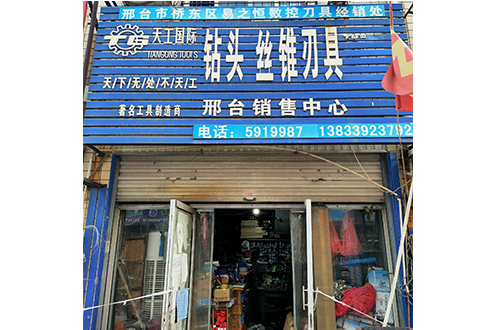 邢台市桥东区易之恒数控刀具经销处
天工国际
TIANGONG TOOLS
钻头 丝锥刃具
天/下/无/处/不/天/工
著名工具制造商
邢台销售中心
电话：5919987 13833923792